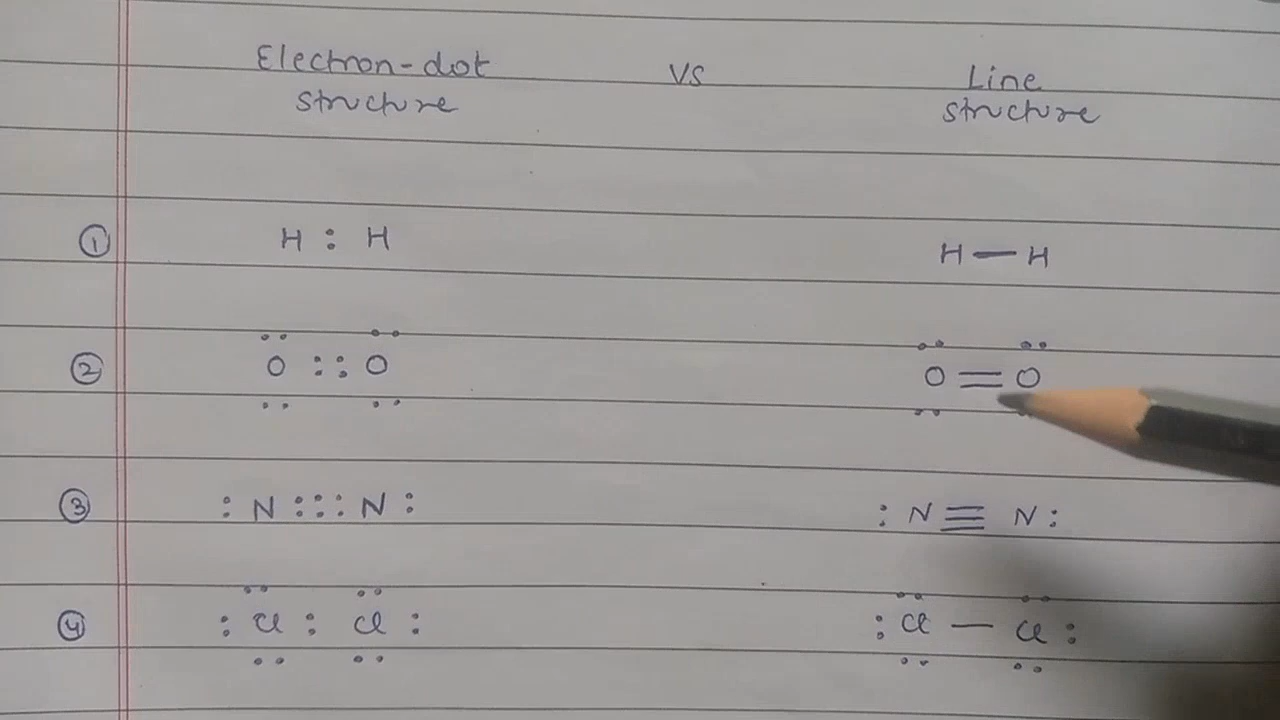 Electron-dot vs Line
structure structure
① H : H H — H
② O :: O O = O
③ : N ::: N : : N ≡ N :
④ : Cl : Cl : : Cl — Cl :